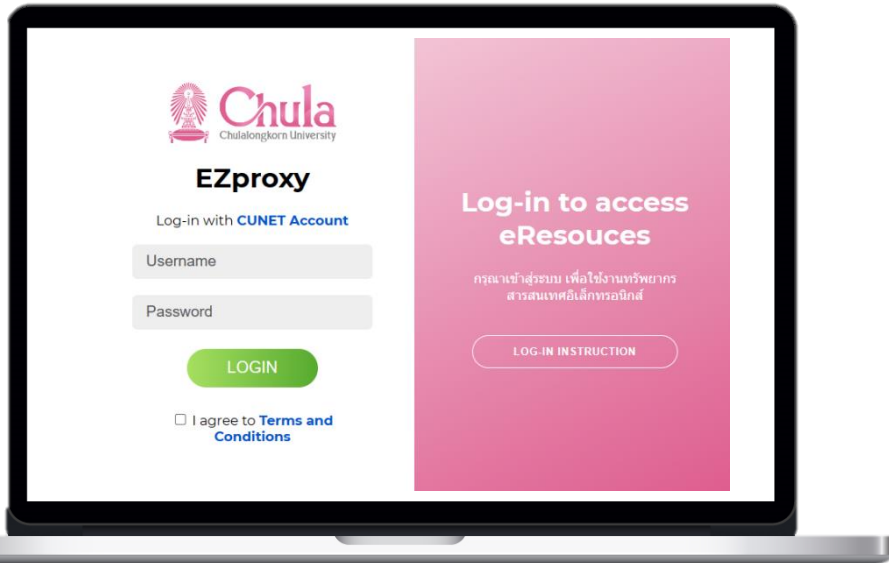 Chula
Chulalongkorn University
EZproxy
Log-in with CUNET Account
Username
Password
LOGIN
I agree to Terms and
Conditions
Log-in to access
eResouces
กรุณาเข้าสู่ระบบ เพื่อใช้งานทรัพยากร
สารสนเทศอิเล็กทรอนิกส์
LOG-IN INSTRUCTION